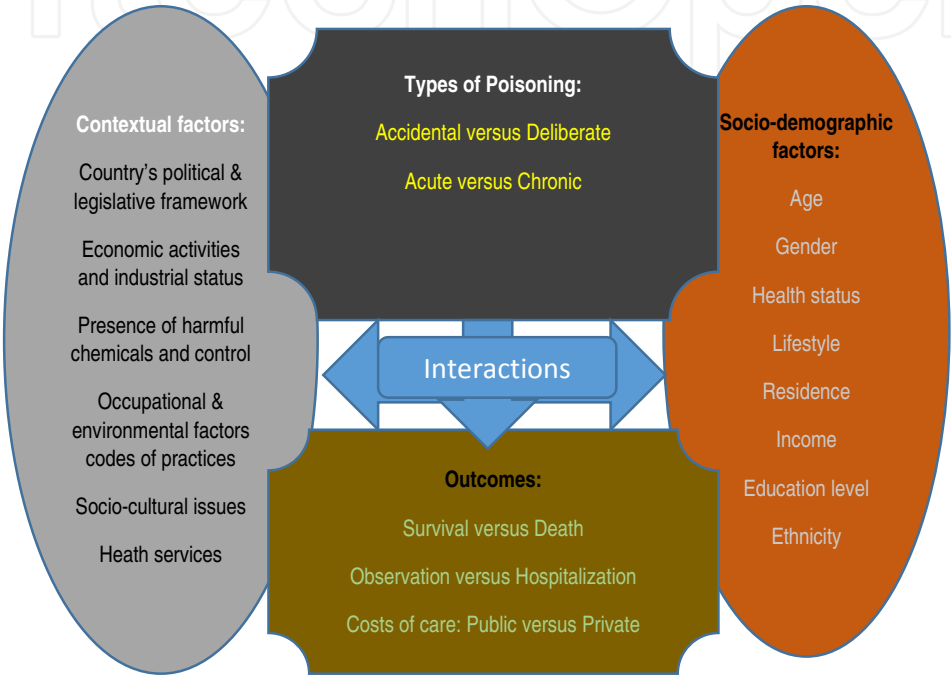 Contextual factors:
Country's political &
legislative framework
Economic activities
and industrial status
Presence of harmful
chemicals and control
Occupational &
environmental factors
codes of practices
Socio-cultural issues
Heath services
Types of Poisoning:
Accidental versus Deliberate
Acute versus Chronic
Interactions
Outcomes:
Survival versus Death
Observation versus Hospitalization
Costs of care: Public versus Private
Socio-demographic
factors:
Age
Gender
Health status
Lifestyle
Residence
Income
Education level
Ethnicity